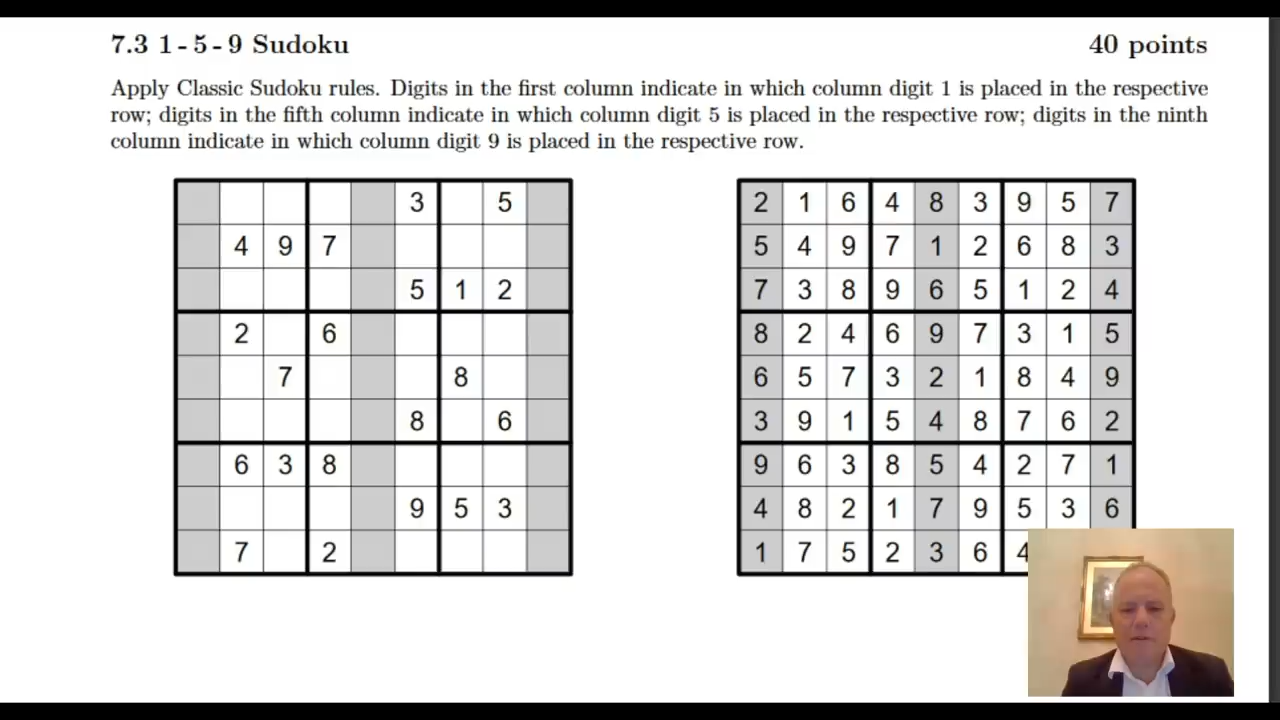 7.3 1 - 5 - 9 Sudoku
40 points
Apply Classic Sudoku rules. Digits in the first column indicate in which column digit 1 is placed in the respective
row; digits in the fifth column indicate in which column digit 5 is placed in the respective row; digits in the ninth
column indicate in which column digit 9 is placed in the respective row.
3 5
4 9 7
5 1 2
2 6
7 8
8 6
6 3 8
9 5 3
7 2
2 1 6 4 8 3 9 5 7
5 4 9 7 1 2 6 8 3
7 3 8 9 6 5 1 2 4
8 2 4 6 9 7 3 1 5
6 5 7 3 2 1 8 4 9
3 9 1 5 4 8 7 6 2
9 6 3 8 5 4 2 7 1
4 8 2 1 7 9 5 3 6
1 7 5 2 3 6 4